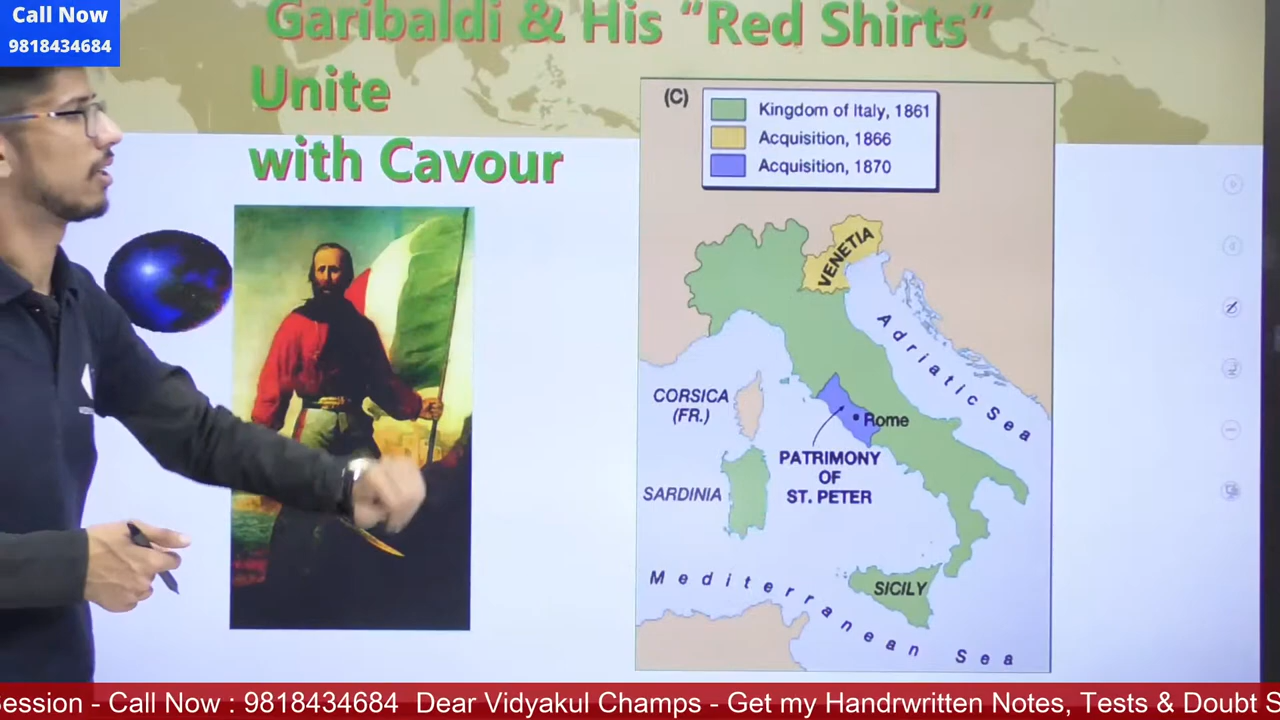 Call Now
9818434684
Garibaldi & His “Red Shirts”
Unite
with Cavour
(C)
Kingdom of Italy, 1861
Acquisition, 1866
Acquisition, 1870
VENETIA
Adriatic Sea
CORSICA
(FR.)
Rome
PATRIMONY
OF
ST. PETER
SARDINIA
SICILY
Mediterranean Sea
ession - Call Now : 9818434684 Dear Vidyakul Champs - Get my Handrwritten Notes, Tests & Doubt S